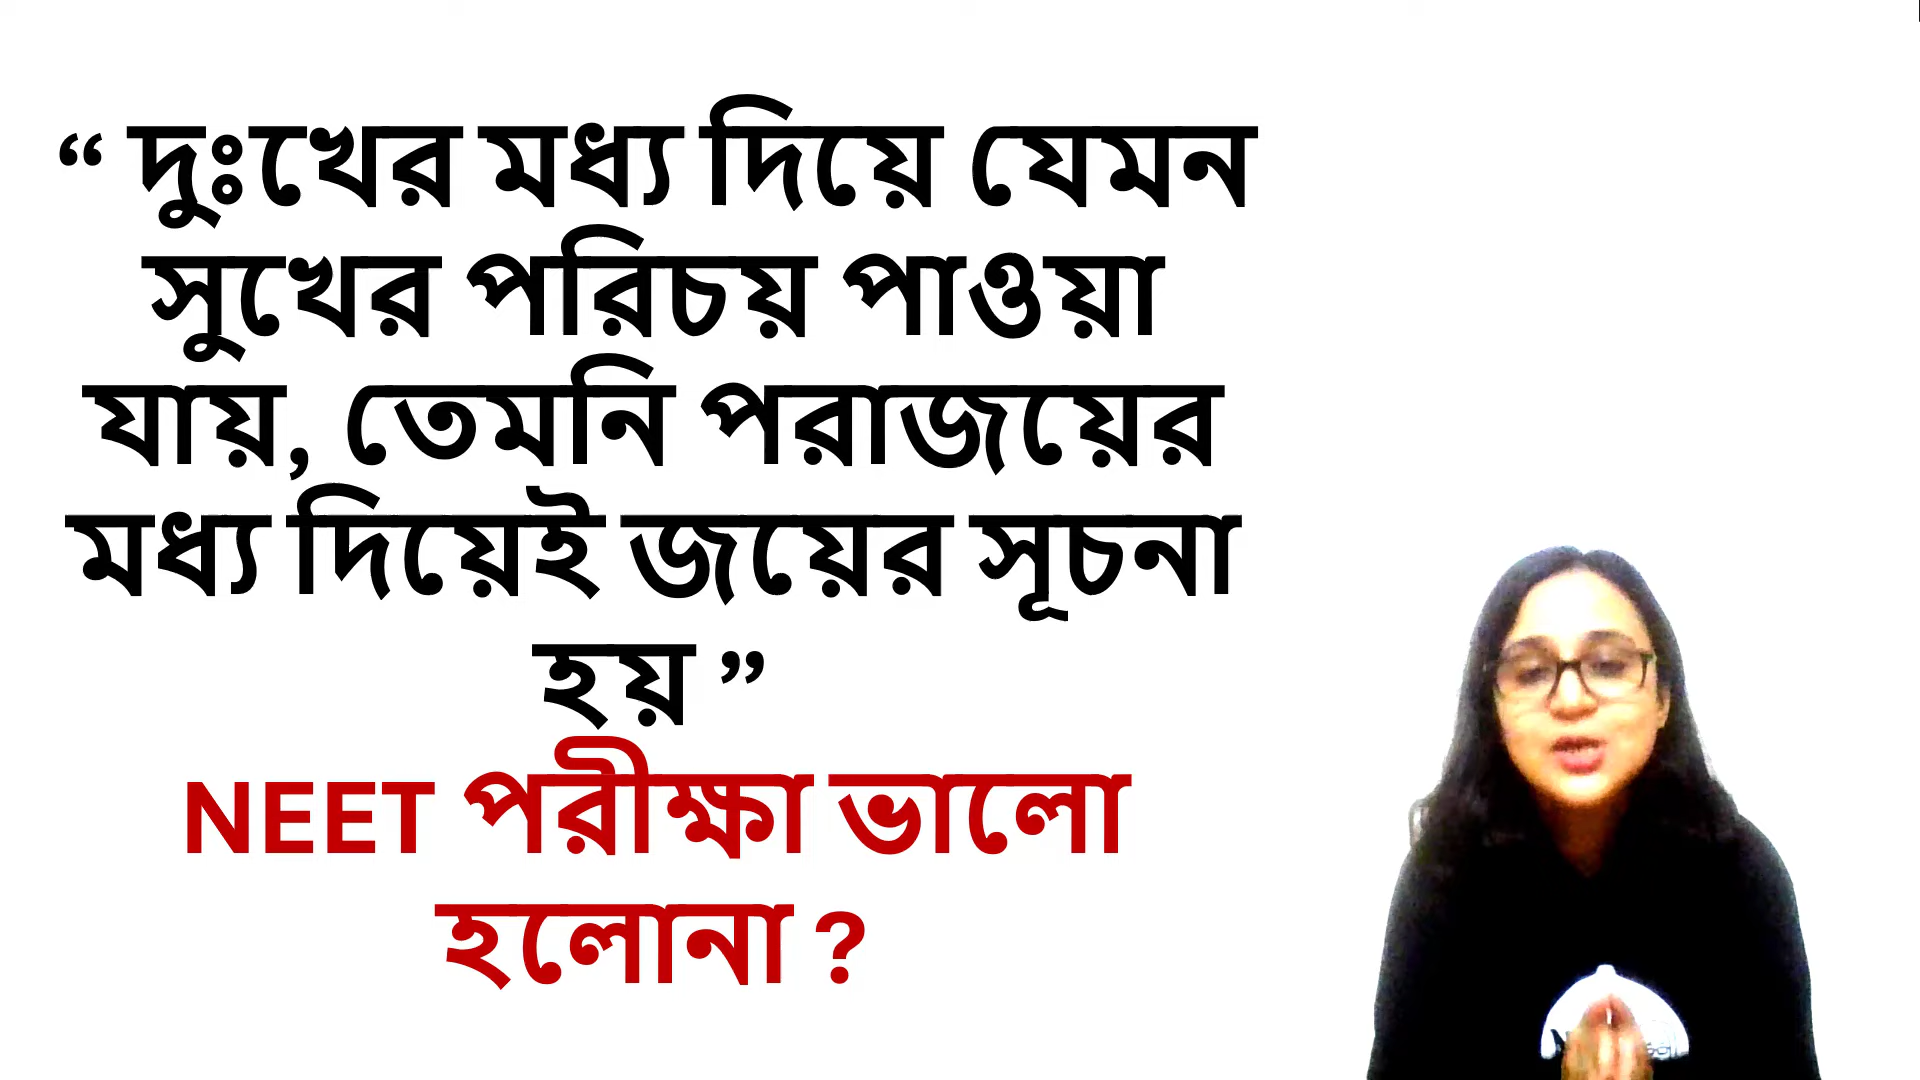 “ দুঃখের মধ্য দিয়ে যেমন
সুখের পরিচয় পাওয়া
যায়, তেমনি পরাজয়ের
মধ্য দিয়েই জয়ের সূচনা
হয় ”
NEET পরীক্ষা ভালো
হলোনা ?